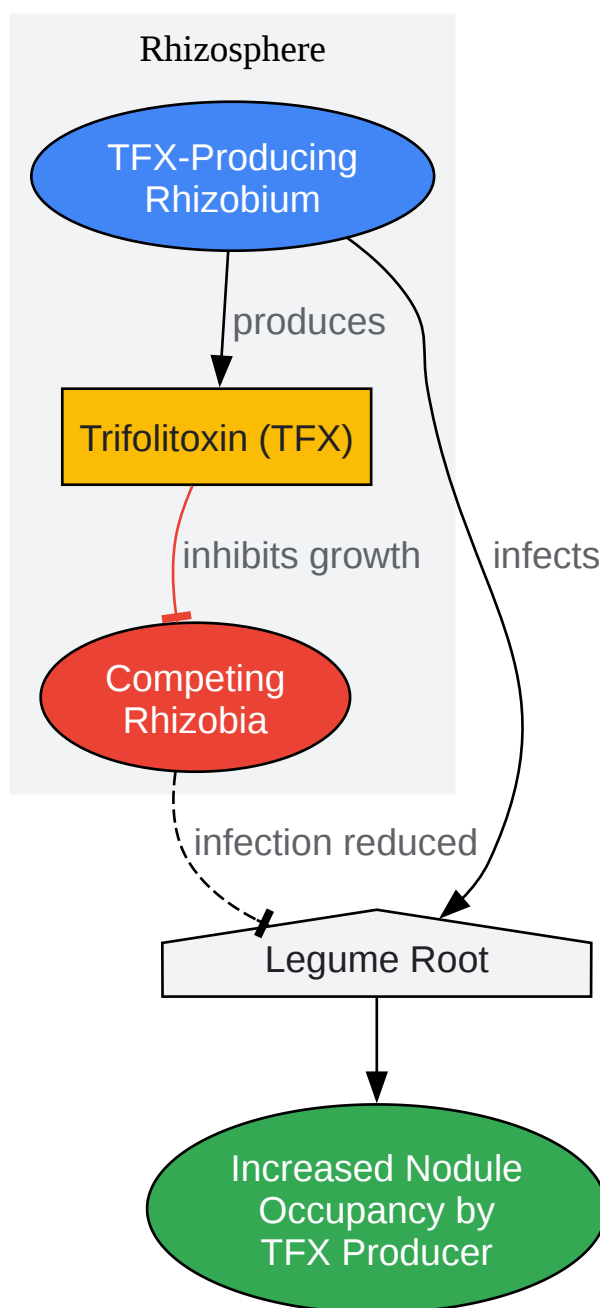 Rhizosphere
TFX-Producing
Rhizobium
produces
Trifolitoxin (TFX)
inhibits growth
infects
Competing
Rhizobia
infection reduced
Legume Root
Increased Nodule
Occupancy by
TFX Producer